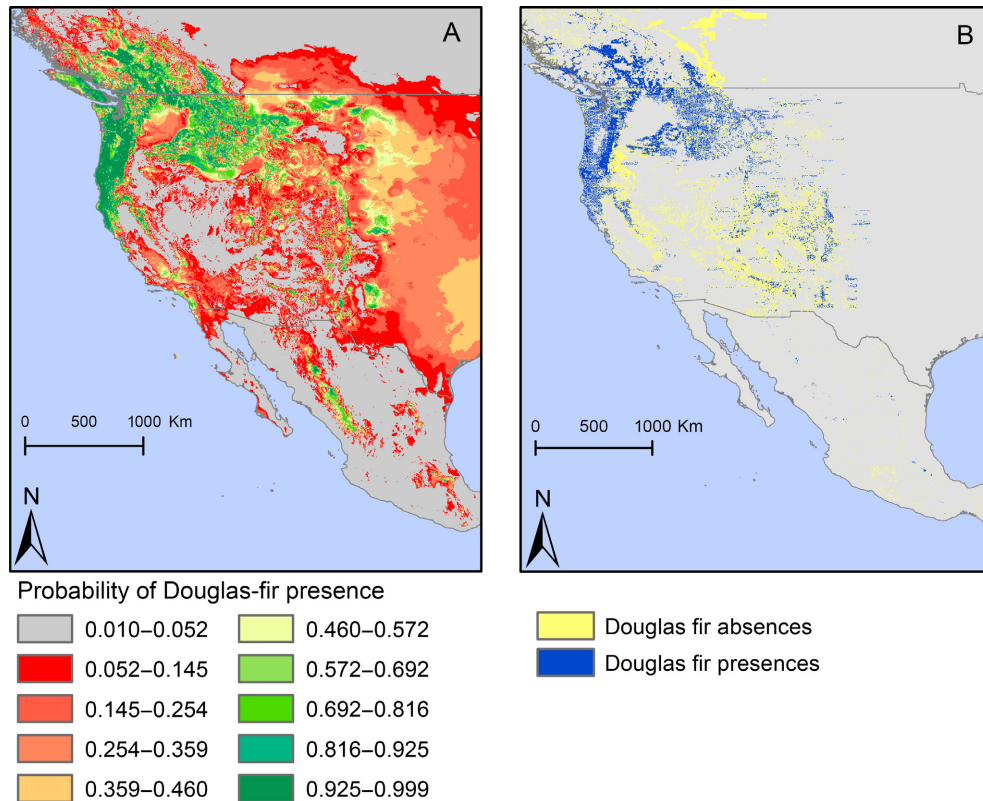 A
0 500 1000 Km
N
B
0 500 1000 Km
N
Probability of Douglas-fir presence
0.010–0.052
0.052–0.145
0.145–0.254
0.254–0.359
0.359–0.460
0.460–0.572
0.572–0.692
0.692–0.816
0.816–0.925
0.925–0.999
Douglas fir absences
Douglas fir presences